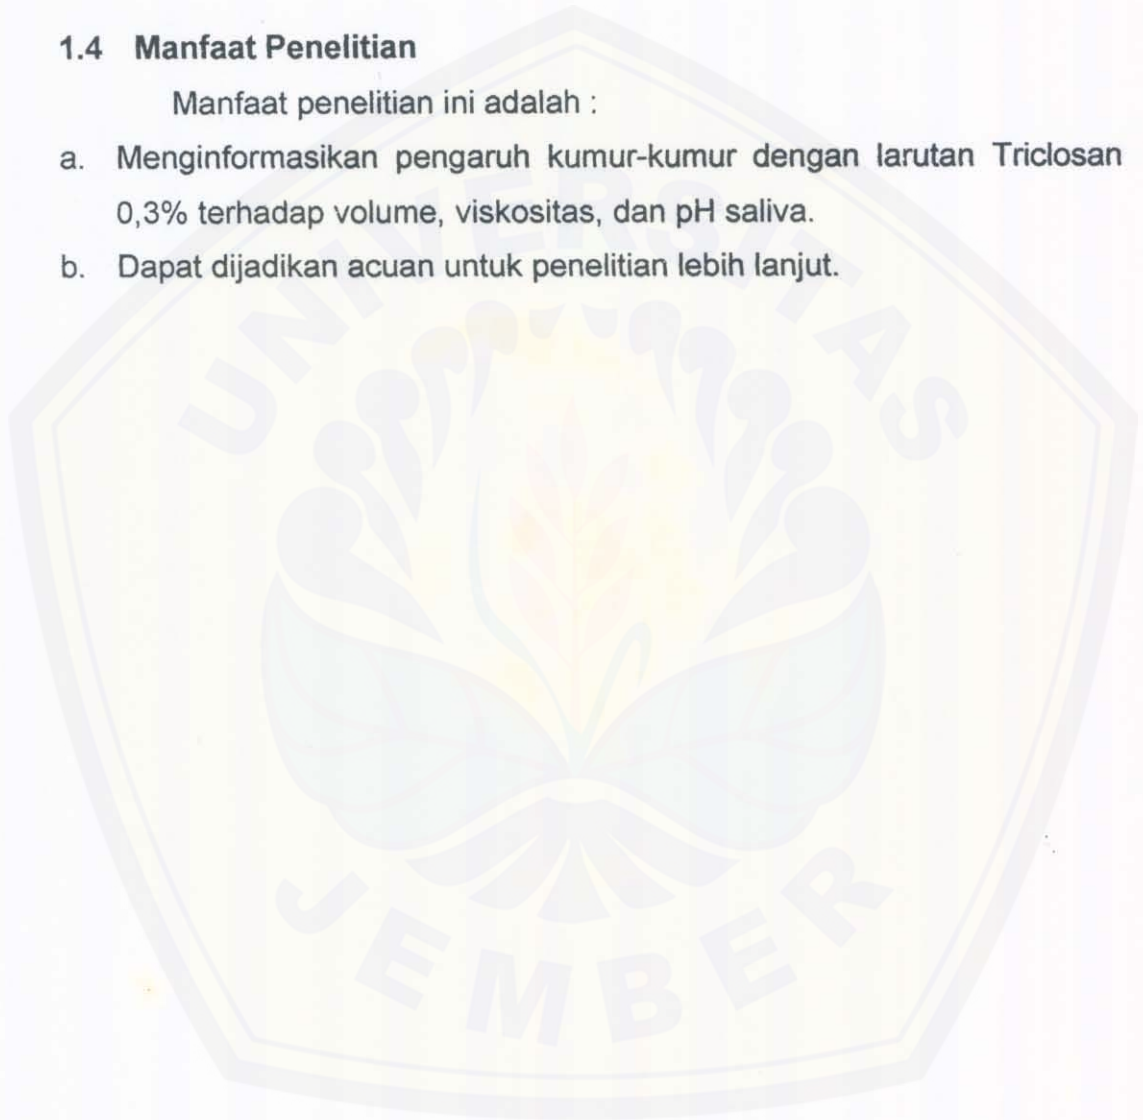 1.4 Manfaat Penelitian
Manfaat penelitian ini adalah :
a. Menginformasikan pengaruh kumur-kumur dengan larutan Triclosan
0,3% terhadap volume, viskositas, dan pH saliva.
b. Dapat dijadikan acuan untuk penelitian lebih lanjut.
UNIVERSITAS
JEMBER